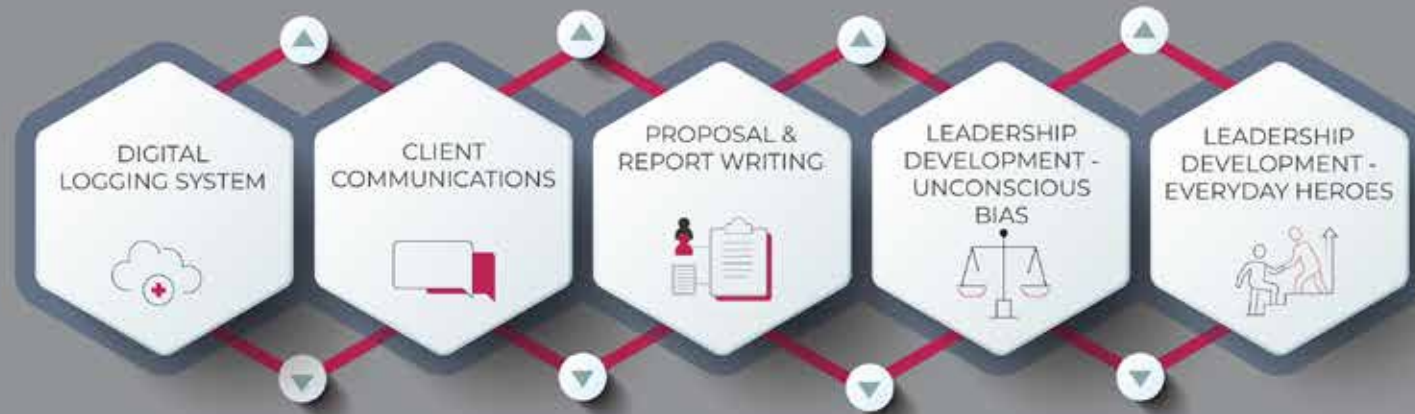 DIGITAL
LOGGING SYSTEM
CLIENT
COMMUNICATIONS
PROPOSAL &
REPORT WRITING
LEADERSHIP
DEVELOPMENT -
UNCONSCIOUS
BIAS
LEADERSHIP
DEVELOPMENT -
EVERYDAY HEROES